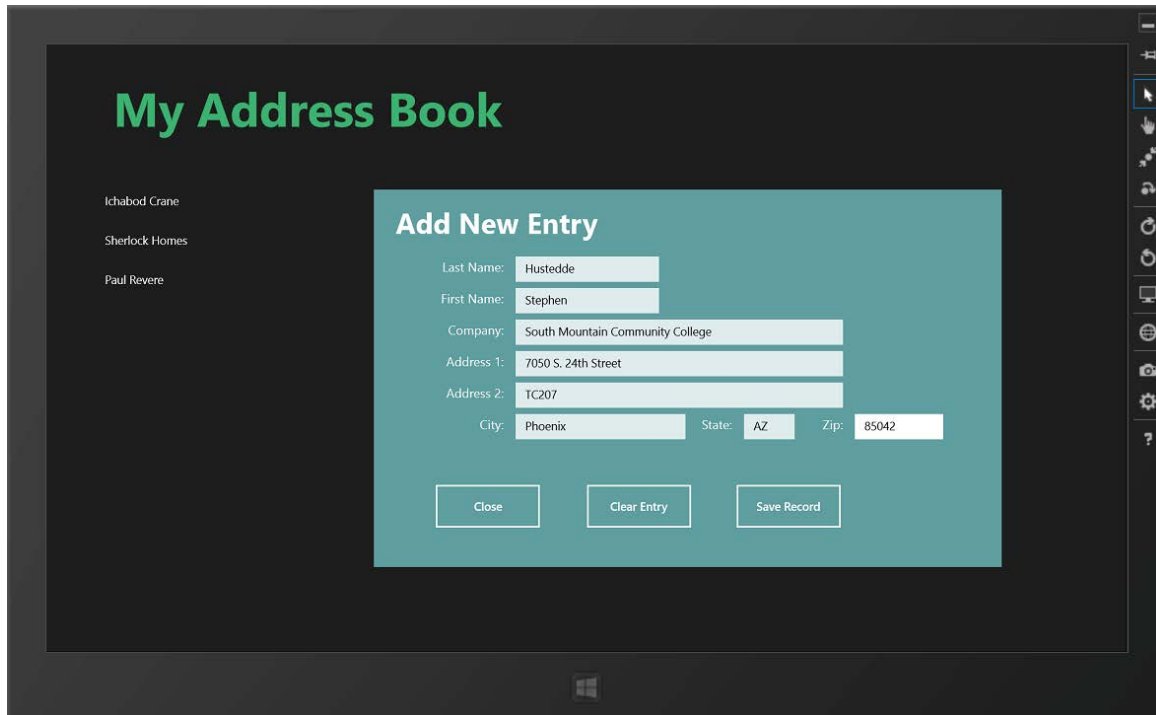 My Address Book
Ichabod Crane
Sherlock Homes
Paul Revere
Add New Entry
Last Name: Hustedde
First Name: Stephen
Company: South Mountain Community College
Address 1: 7050 S. 24th Street
Address 2: TC207
City: Phoenix State: AZ Zip: 85042
Close Clear Entry Save Record
?